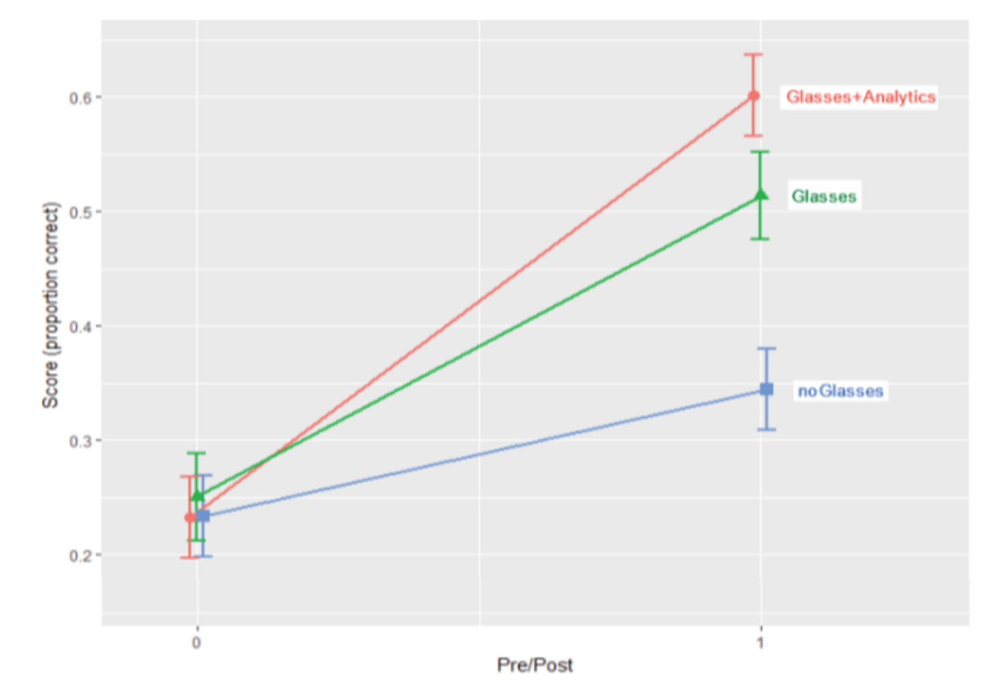 Score (proportion correct)
0.6
0.5
0.4
0.3
0.2
Glasses+Analytics
Glasses
noGlasses
0
1
Pre/Post